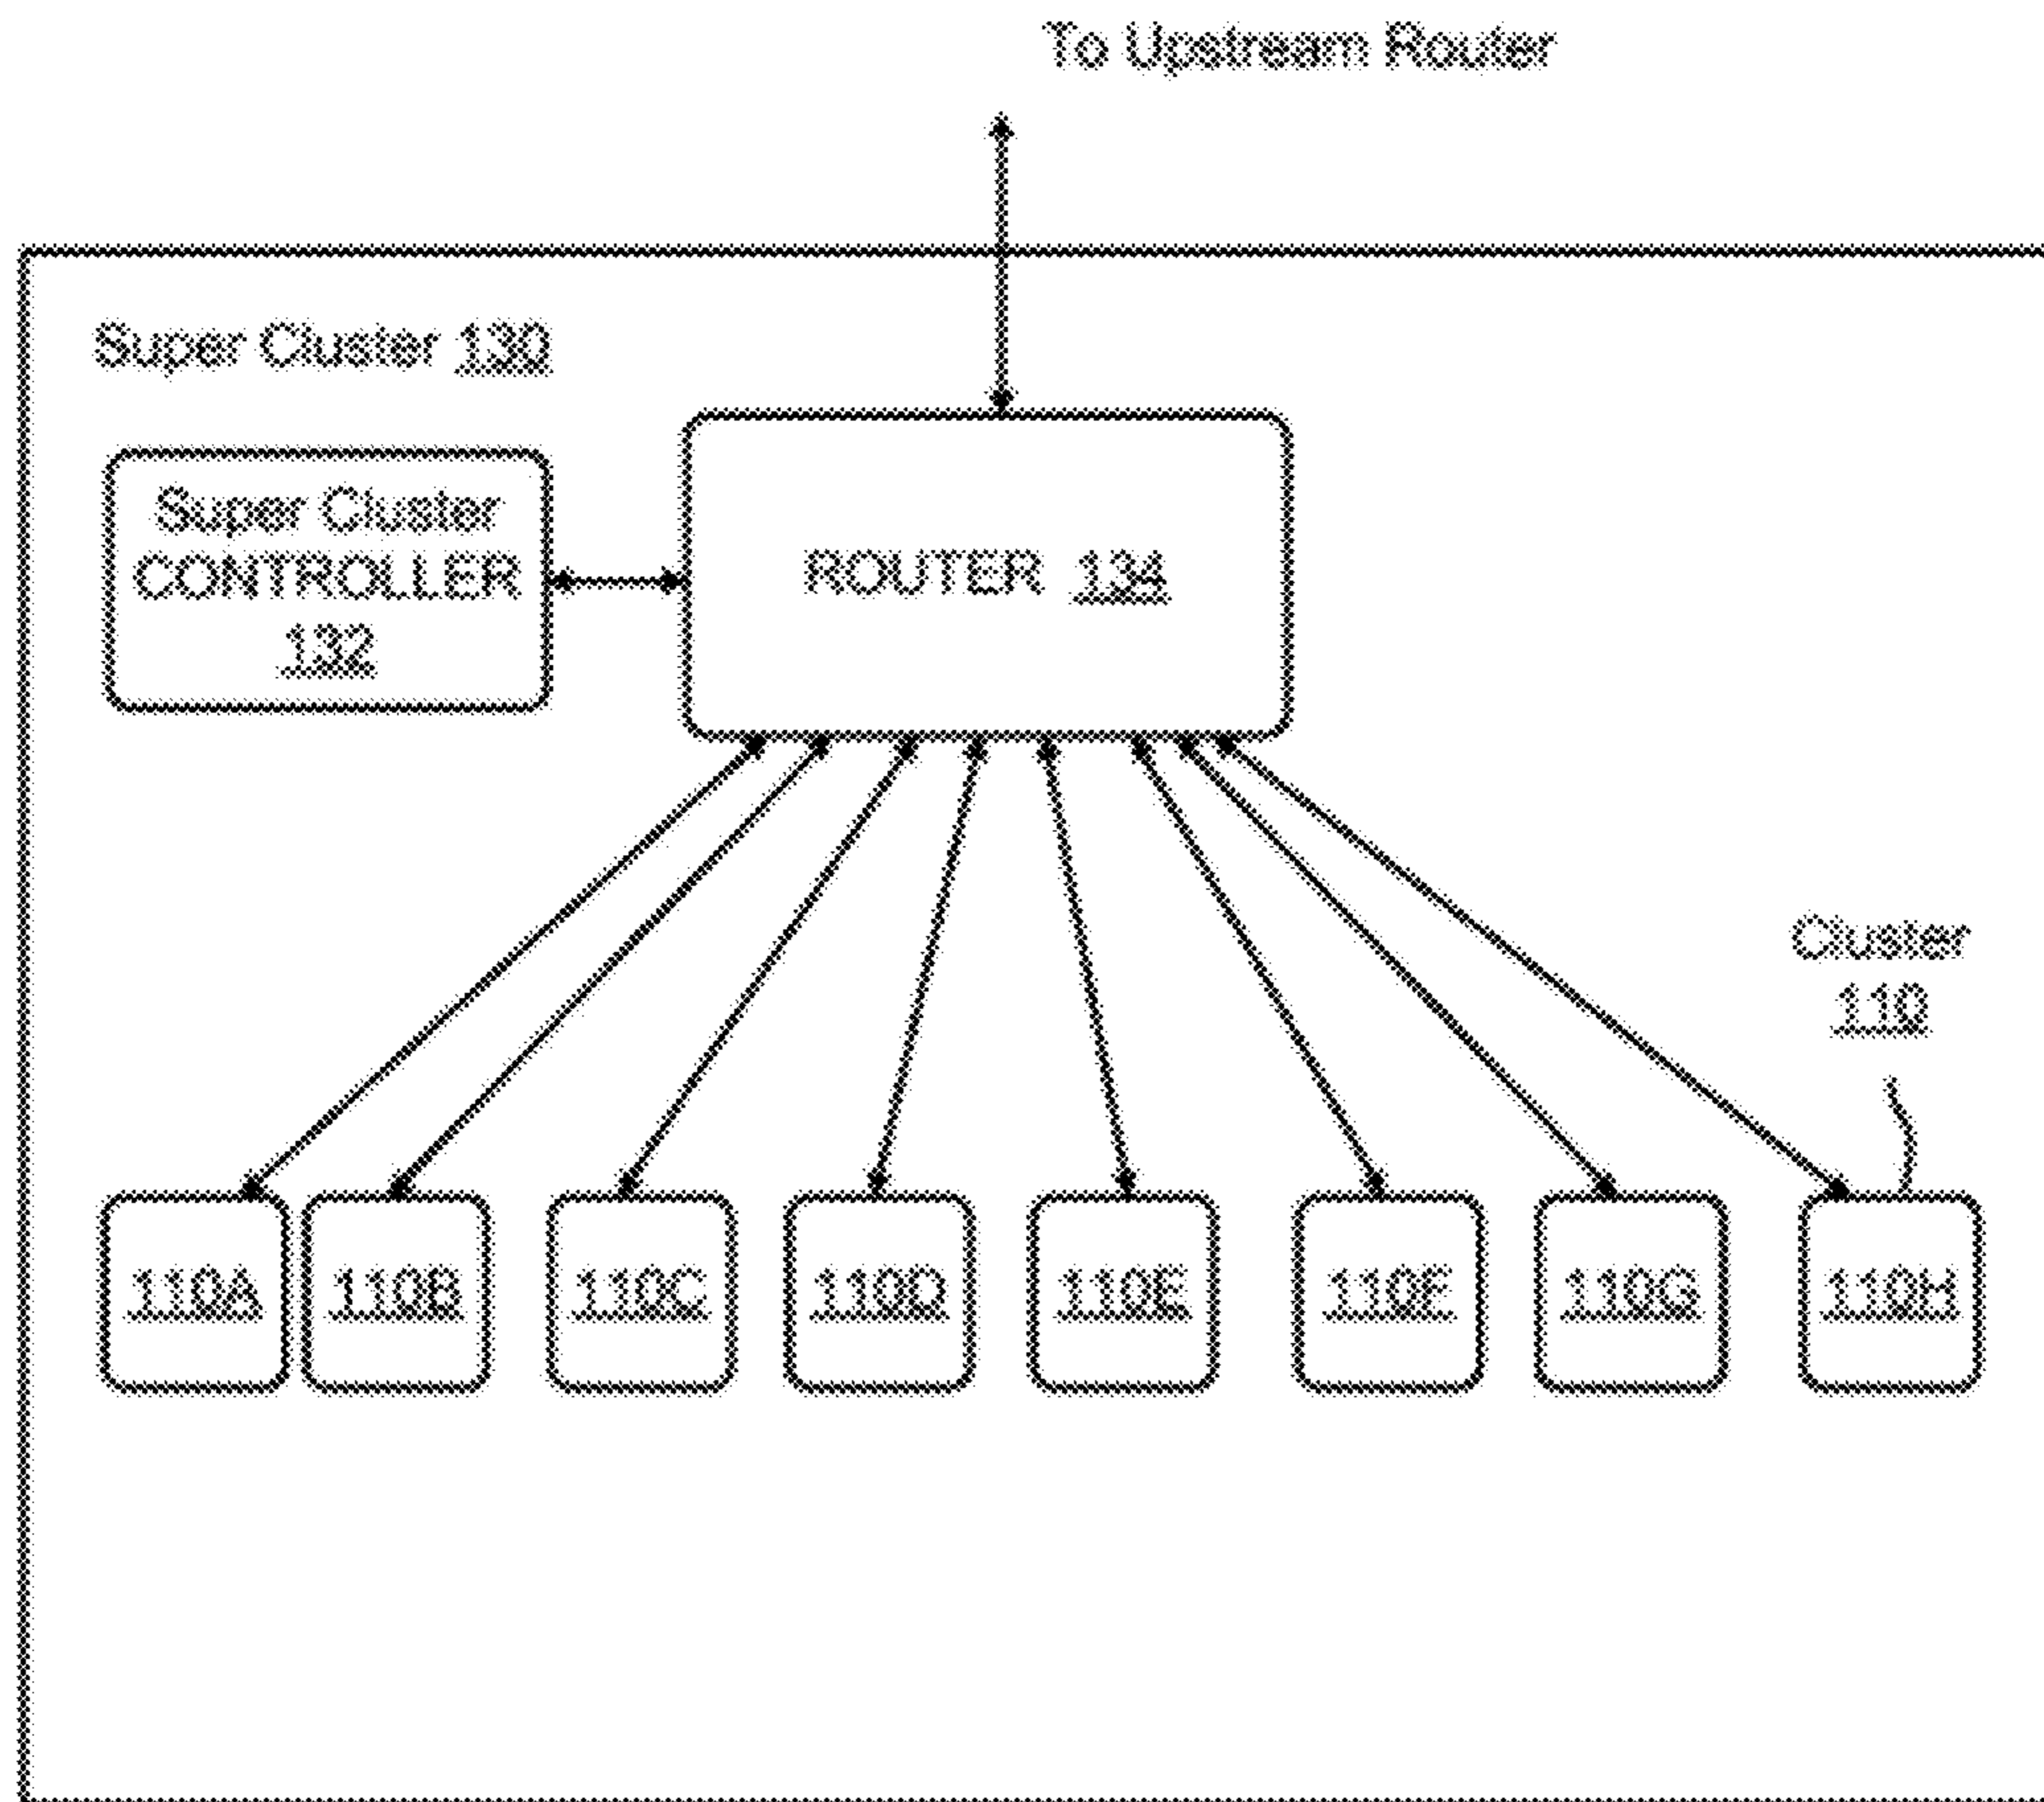 To Upstream Router
Super Cluster 130
Super Cluster
CONTROLLER
132
ROUTER 134
Cluster
110
110A 110B 110C 110D 110E 110F 110G 110H